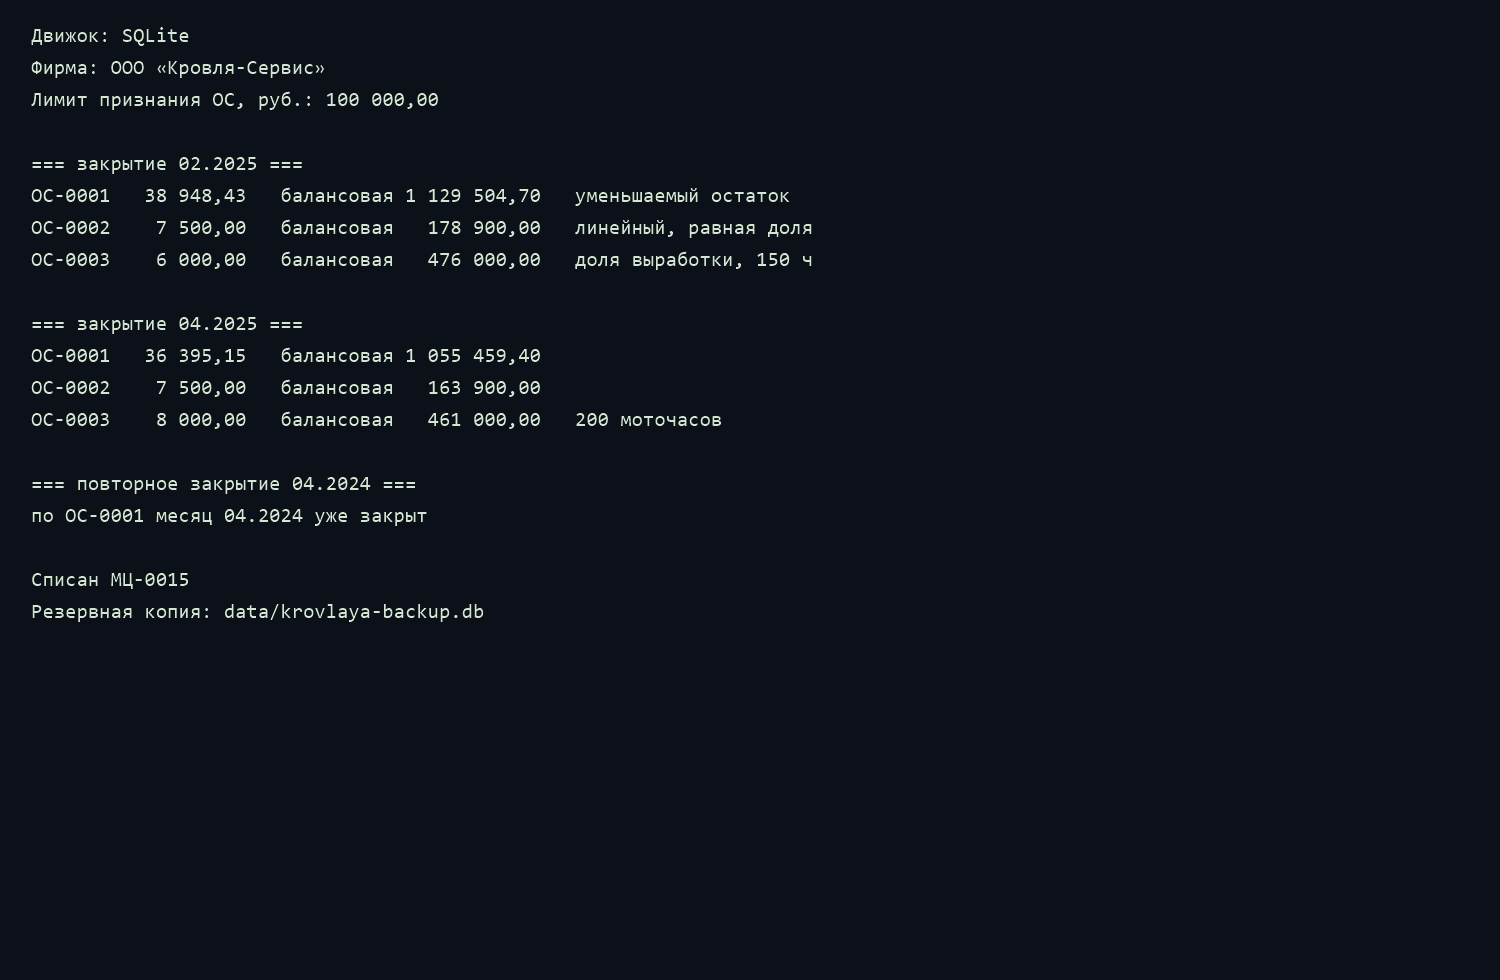 Движок: SQLite
Фирма: ООО «Кровля-Сервис»
Лимит признания ОС, руб.: 100 000,00
=== закрытие 02.2025 ===
ОС-0001   38 948,43   балансовая 1 129 504,70   уменьшаемый остаток
ОС-0002    7 500,00   балансовая   178 900,00   линейный, равная доля
ОС-0003    6 000,00   балансовая   476 000,00   доля выработки, 150 ч
=== закрытие 04.2025 ===
ОС-0001   36 395,15   балансовая 1 055 459,40
ОС-0002    7 500,00   балансовая   163 900,00
ОС-0003    8 000,00   балансовая   461 000,00   200 моточасов
=== повторное закрытие 04.2024 ===
по ОС-0001 месяц 04.2024 уже закрыт
Списан МЦ-0015
Резервная копия: data/krovlaya-backup.db